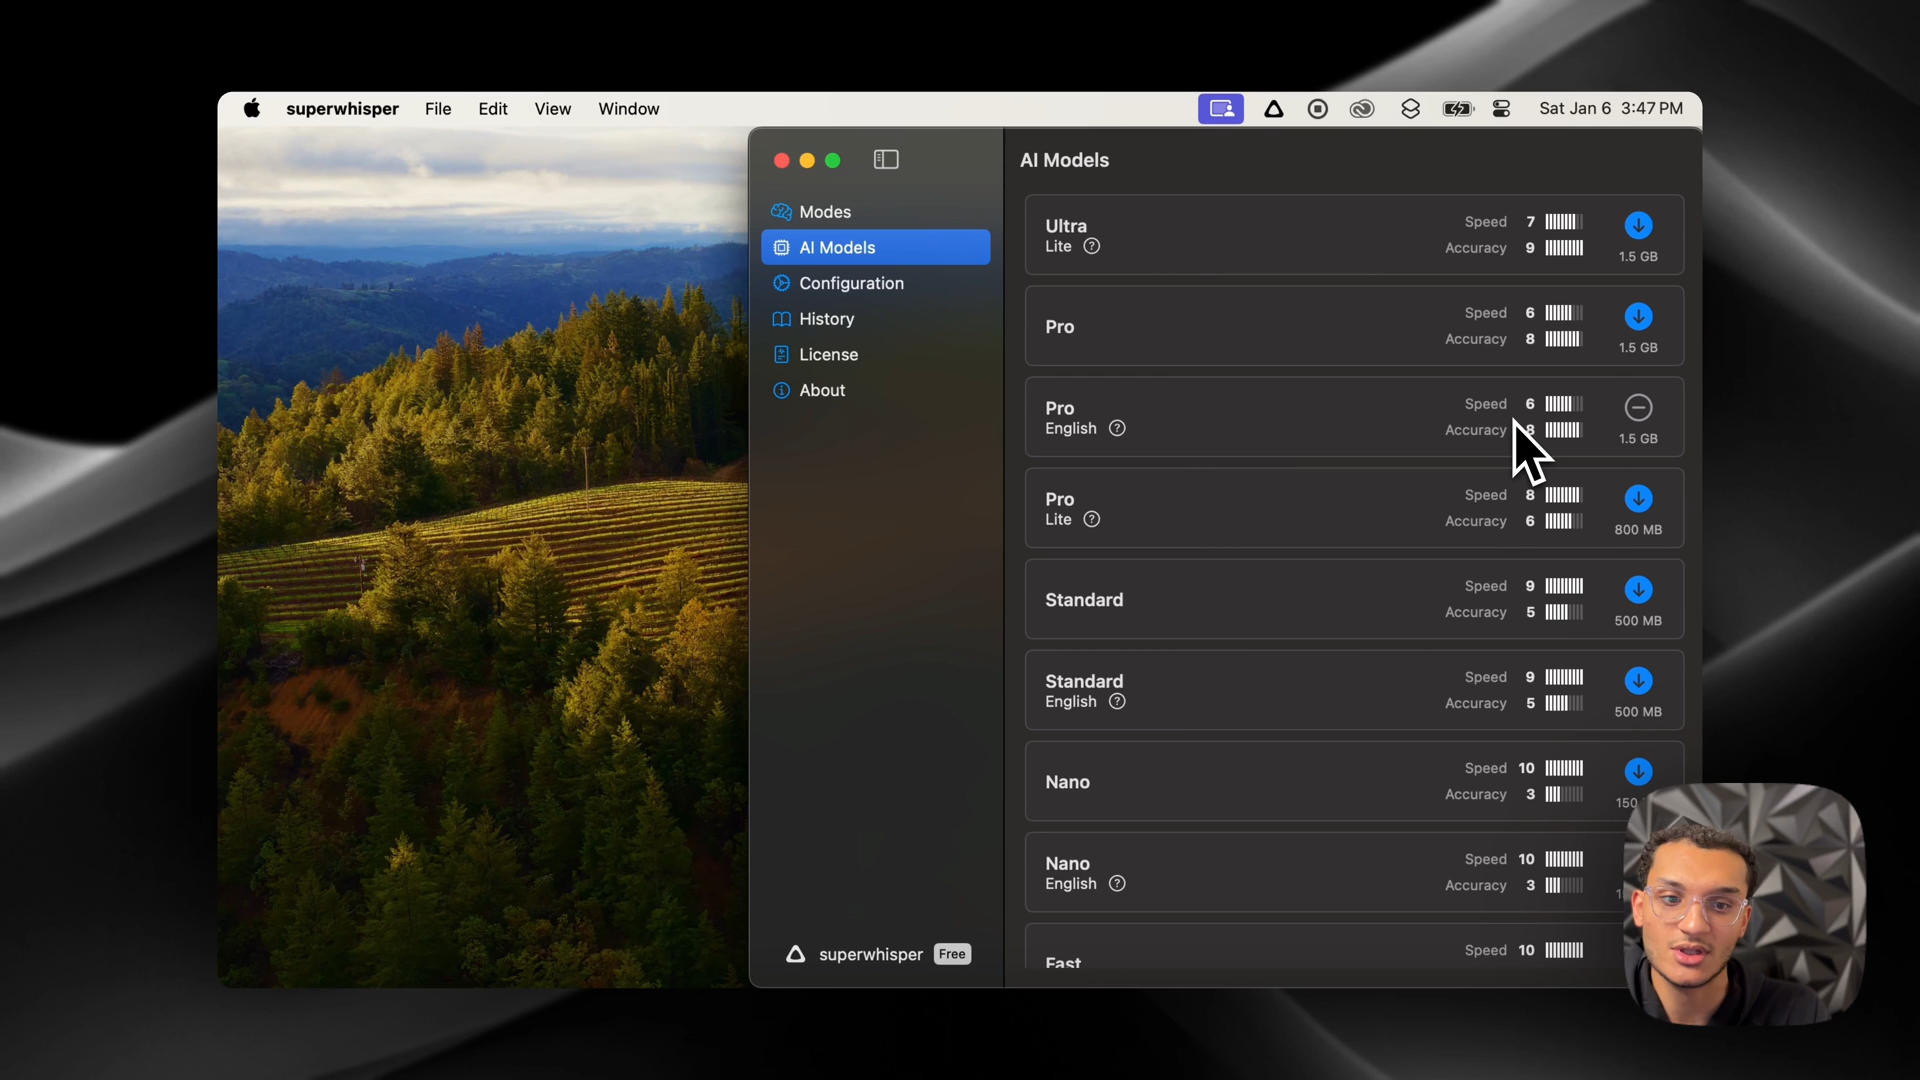 superwhisper File Edit View Window Sat Jan 6 3:47 PM
AI Models
Modes
AI Models
Configuration
History
License
About
superwhisper Free
Ultra
Lite
Speed 7
Accuracy 9
1.5 GB
Pro
Speed 6
Accuracy 8
1.5 GB
Pro
English
Speed 6
Accuracy 8
1.5 GB
Pro
Lite
Speed 8
Accuracy 6
800 MB
Standard
Speed 9
Accuracy 5
500 MB
Standard
English
Speed 9
Accuracy 5
500 MB
Nano
Speed 10
Accuracy 3
150
Nano
English
Speed 10
Accuracy 3
Fast
Speed 10